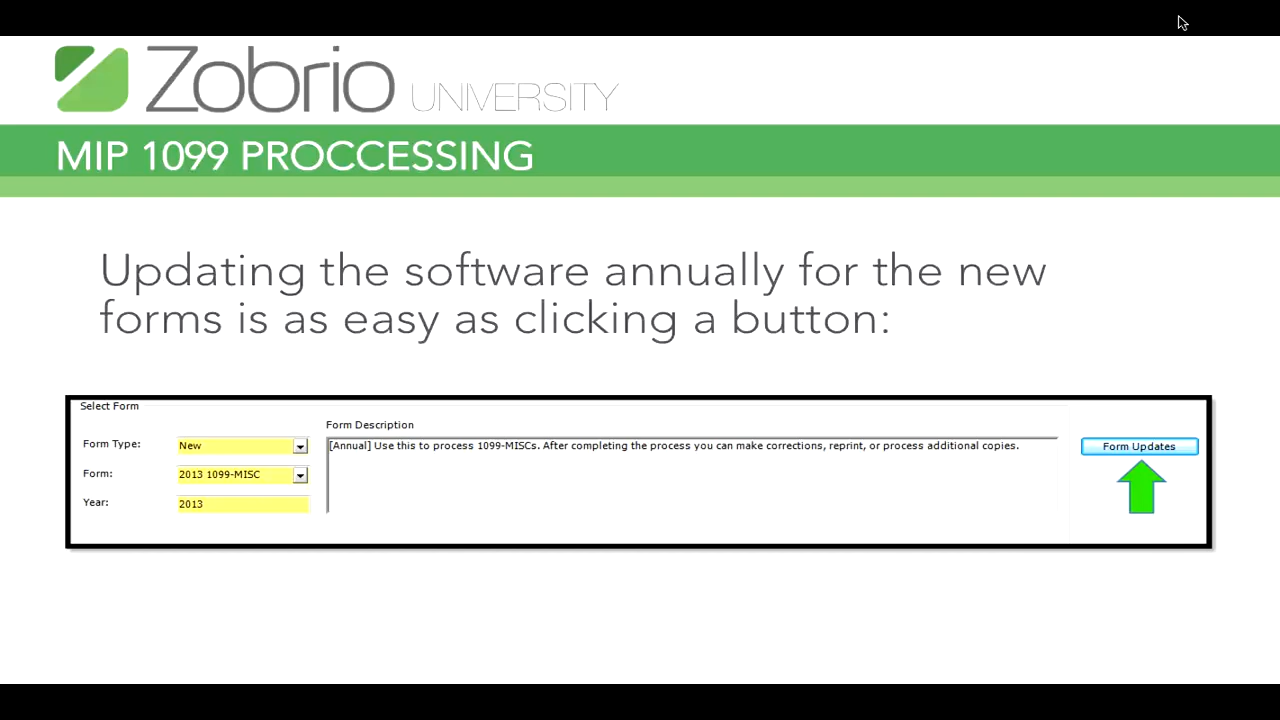 Zobrio UNIVERSITY
MIP 1099 PROCCESSING
Updating the software annually for the new
forms is as easy as clicking a button:
Select Form
Form Description
Form Type: New
[Annual] Use this to process 1099-MISCs. After completing the process you can make corrections, reprint, or process additional copies.
Form Updates
Form: 2013 1099-MISC
Year: 2013